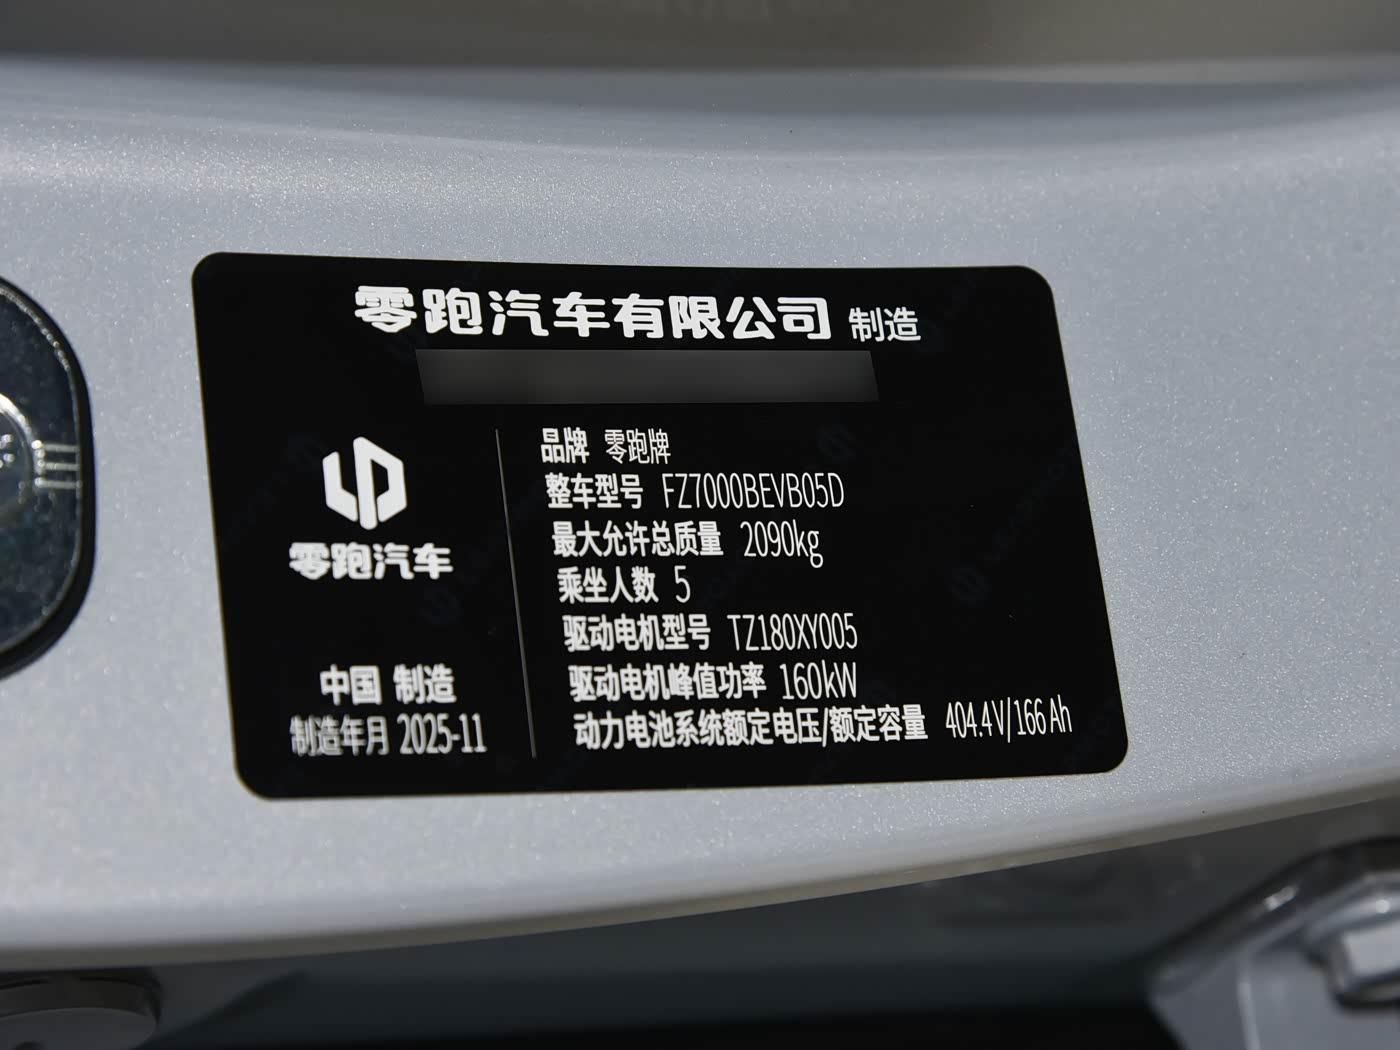 零跑汽车有限公司 制造
零跑汽车
中国 制造
制造年月 2025-11
品牌 零跑牌
整车型号 FZ7000BEVB05D
最大允许总质量 2090kg
乘坐人数 5
驱动电机型号 TZ180XY005
驱动电机峰值功率 160kW
动力电池系统额定电压/额定容量 404.4V/166Ah